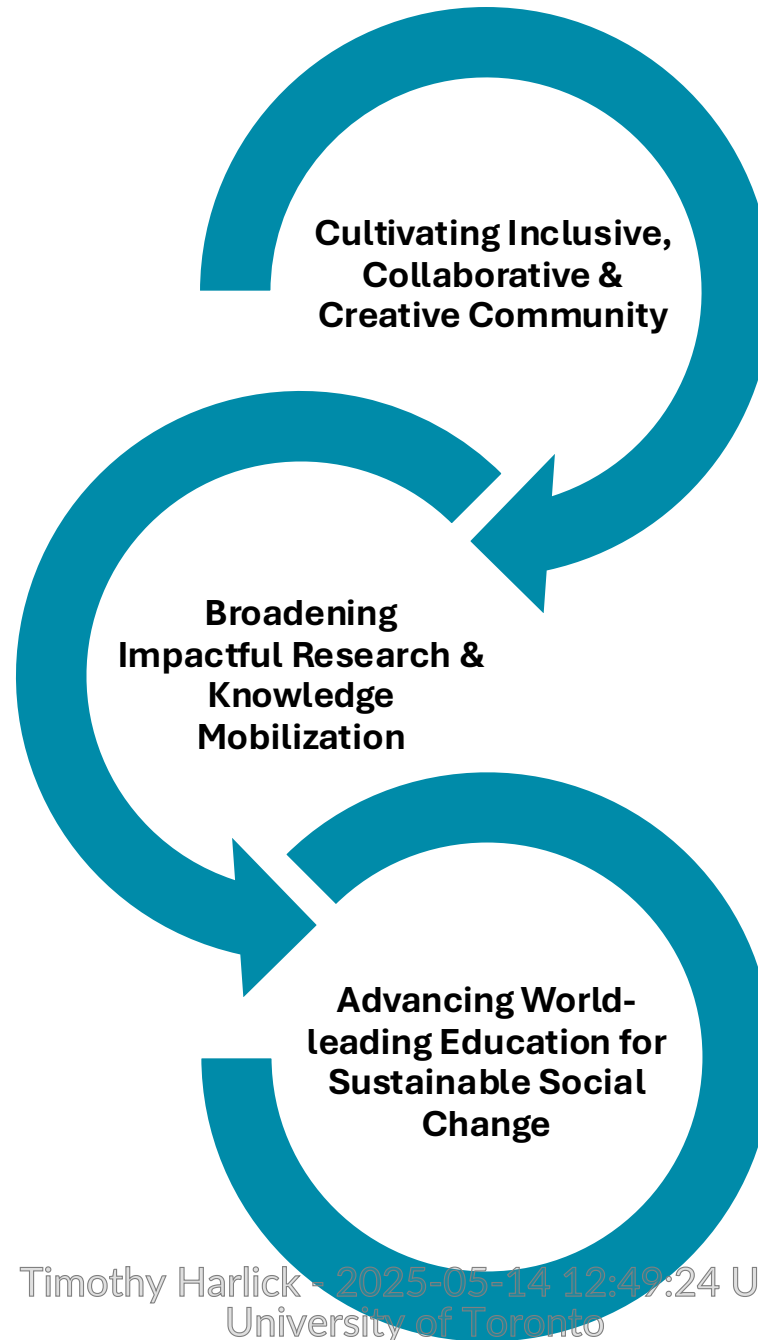 Cultivating Inclusive,
Collaborative &
Creative Community
Broadening
Impactful Research &
Knowledge
Mobilization
Advancing World-
leading Education for
Sustainable Social
Change
Timothy Harlick - 2025-05-14 12:49:24 U
University of Toronto